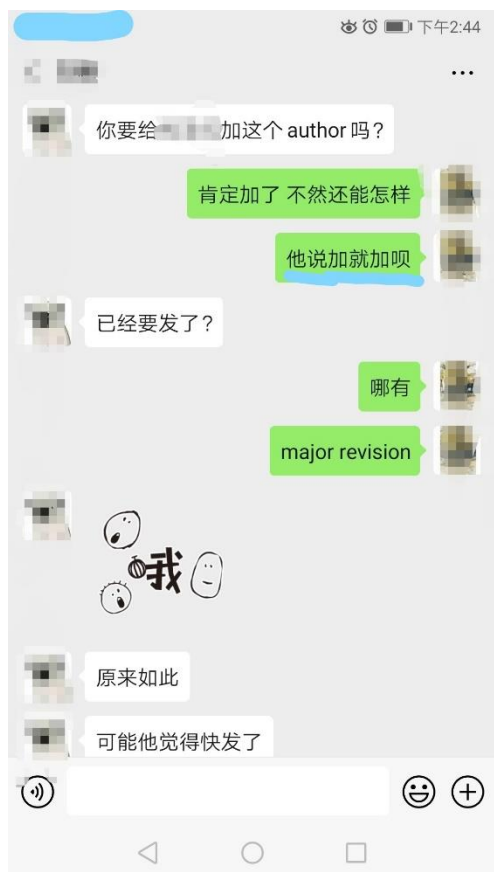 下午2:44
你要给 加这个 author 吗？
肯定加了 不然还能怎样
他说加就加呗
已经要发了？
哪有
major revision
哦
原来如此
可能他觉得快发了